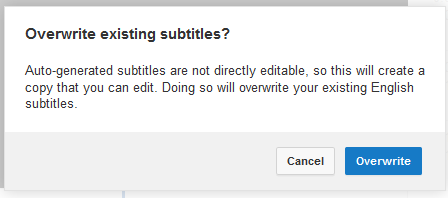 Overwrite existing subtitles?
Auto-generated subtitles are not directly editable, so this will create a
copy that you can edit. Doing so will overwrite your existing English
subtitles.
Cancel
Overwrite